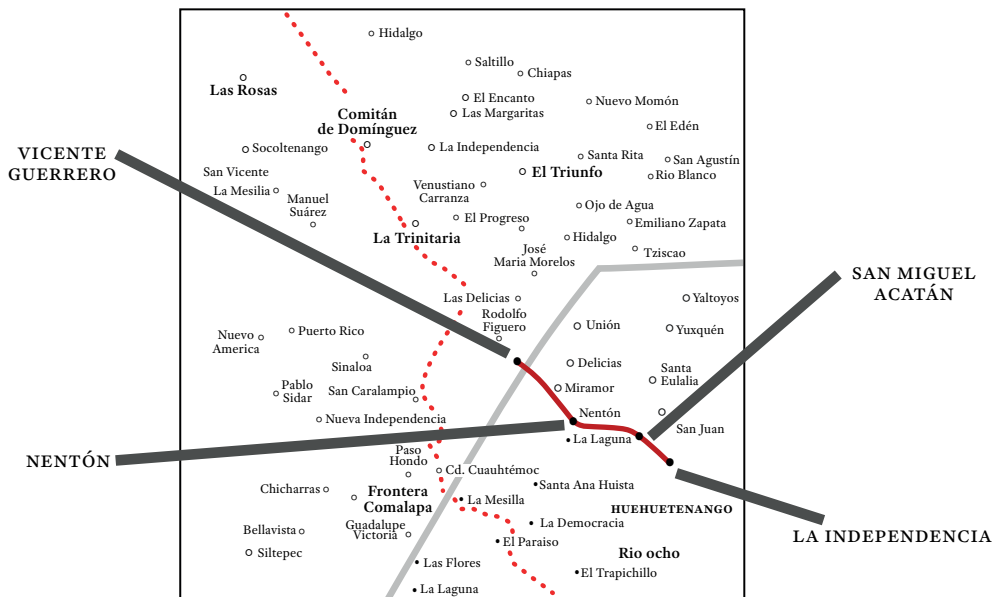 Hidalgo
Saltillo
Chiapas
Las Rosas
El Encanto
Las Margaritas
Nuevo Momón
Comitán
de Domínguez
El Edén
VICENTE
GUERRERO
Socoltenango
La Independencia
Santa Rita
San Agustín
San Vicente
El Triunfo
Rio Blanco
La Mesilia
Venustiano
Carranza
Manuel
Suárez
Ojo de Agua
El Progreso
Emiliano Zapata
La Trinitaria
Hidalgo
José
Maria Morelos
Tziscao
SAN MIGUEL
ACATÁN
Las Delicias
Yaltoyos
Rodolfo
Figuero
Unión
Yuxquén
Nuevo
America
Puerto Rico
Sinaloa
Delicias
Santa
Eulalia
Pablo
Sidar
San Caralampio
Miramor
Nueva Independencia
Nentón
San Juan
La Laguna
NENTÓN
Paso
Hondo
Cd. Cuauhtémoc
Chicharras
Frontera
Comalapa
La Mesilla
Santa Ana Huista
HUEHUETENANGO
Bellavista
Guadalupe
Victoria
La Democracia
LA INDEPENDENCIA
Siltepec
El Paraiso
Rio ocho
Las Flores
El Trapichillo
La Laguna